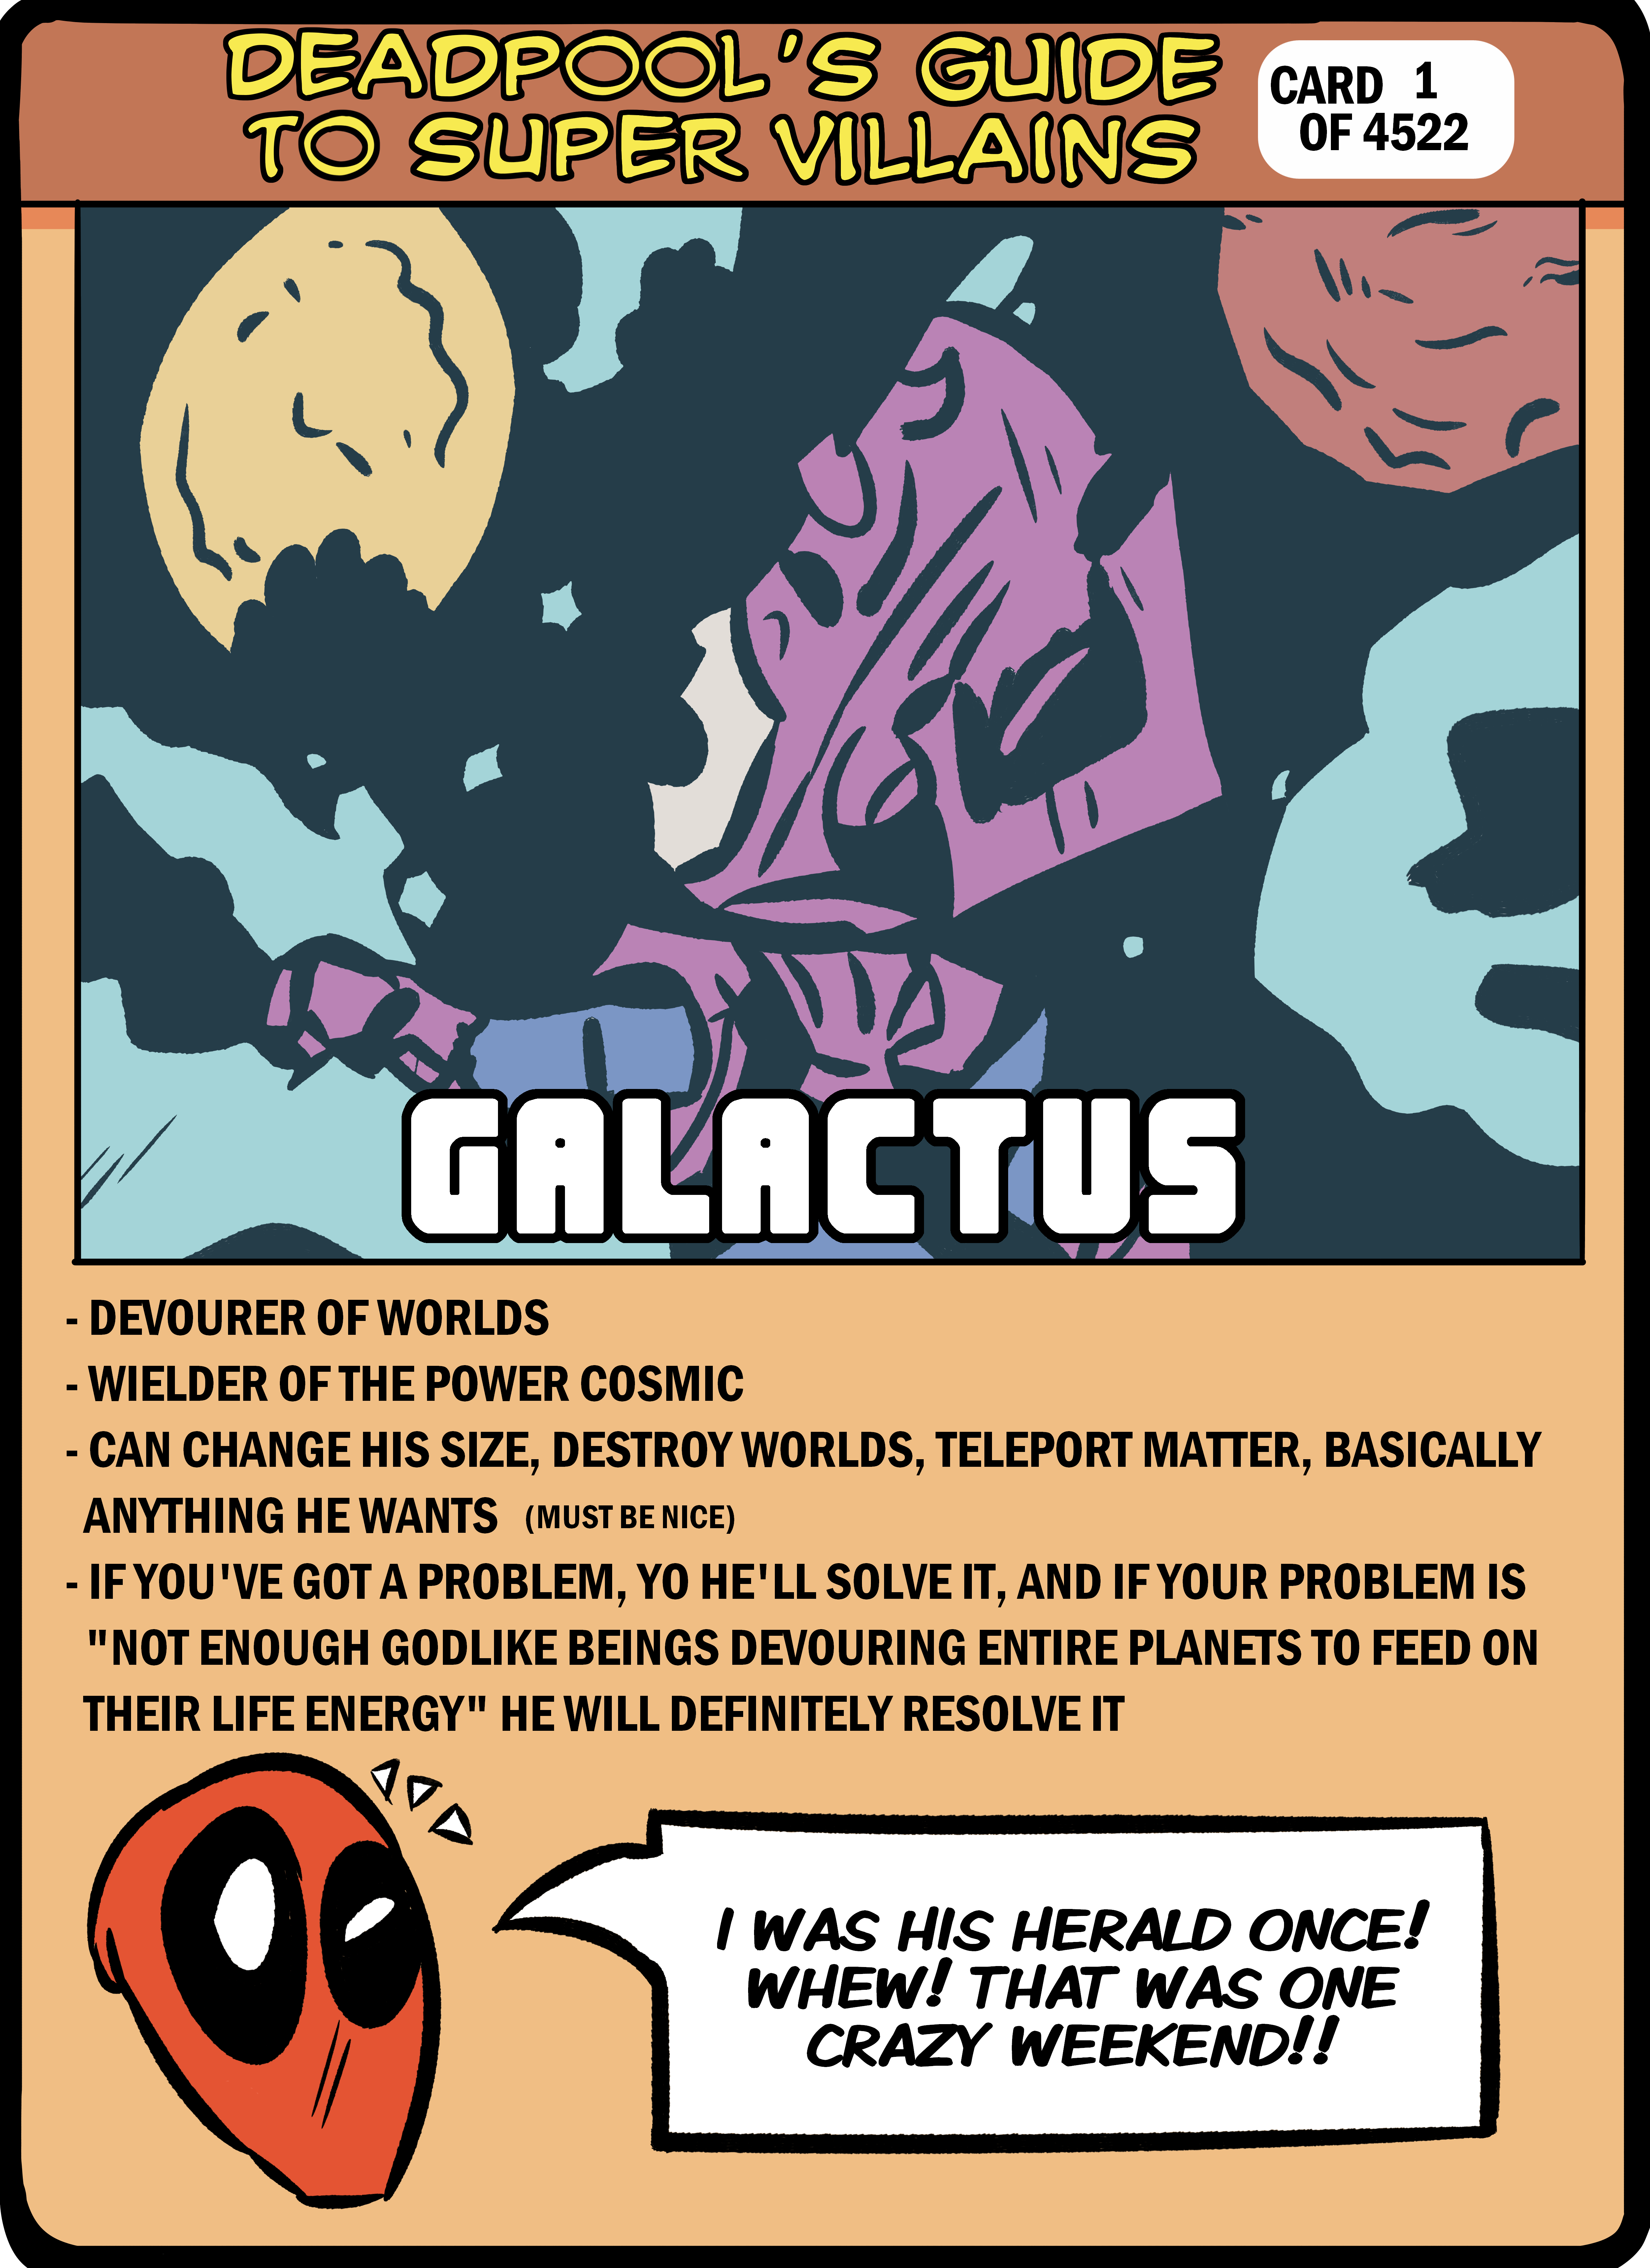 DEADPOOL'S GUIDE
TO SUPER VILLAINS
CARD 1
OF 4522
GALACTUS
- DEVOURER OF WORLDS
- WIELDER OF THE POWER COSMIC
- CAN CHANGE HIS SIZE, DESTROY WORLDS, TELEPORT MATTER, BASICALLY
ANYTHING HE WANTS (MUST BE NICE)
- IF YOU'VE GOT A PROBLEM, YO HE'LL SOLVE IT, AND IF YOUR PROBLEM IS
"NOT ENOUGH GODLIKE BEINGS DEVOURING ENTIRE PLANETS TO FEED ON
THEIR LIFE ENERGY" HE WILL DEFINITELY RESOLVE IT
I WAS HIS HERALD ONCE!
WHEW! THAT WAS ONE
CRAZY WEEKEND!!